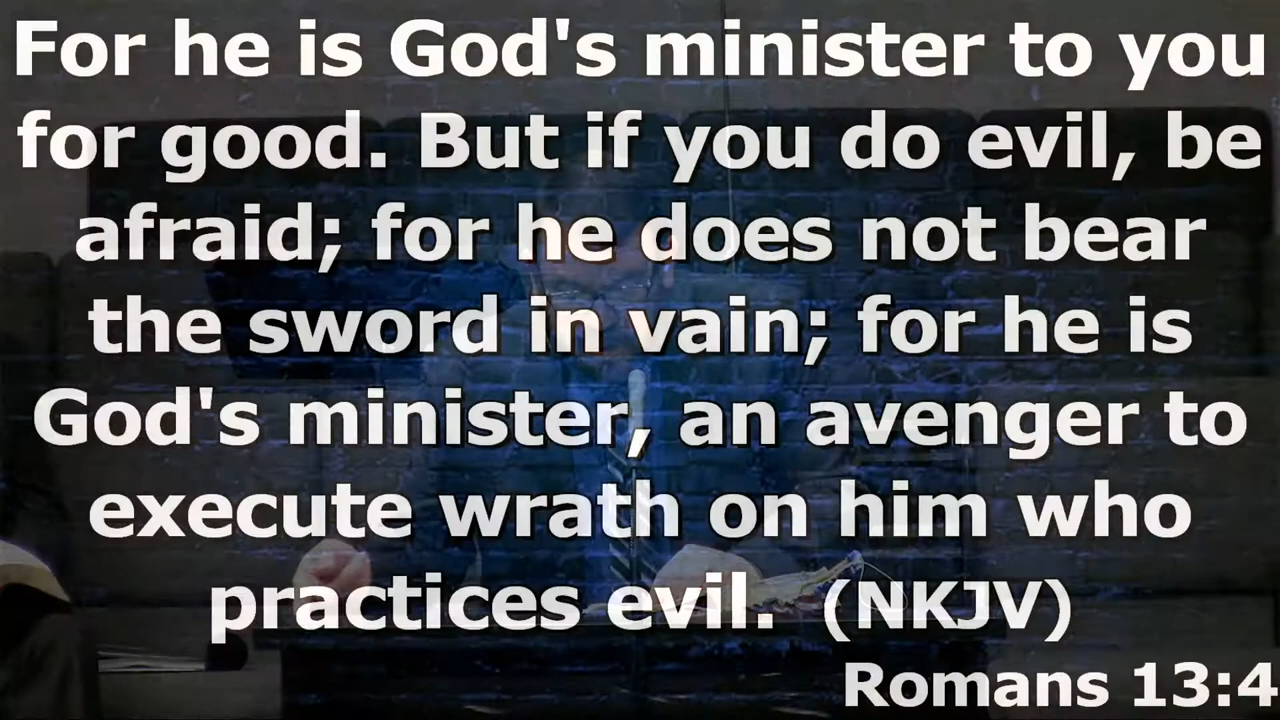 For he is God's minister to you
for good. But if you do evil, be
afraid; for he does not bear
the sword in vain; for he is
God's minister, an avenger to
execute wrath on him who
practices evil. (NKJV)
Romans 13:4